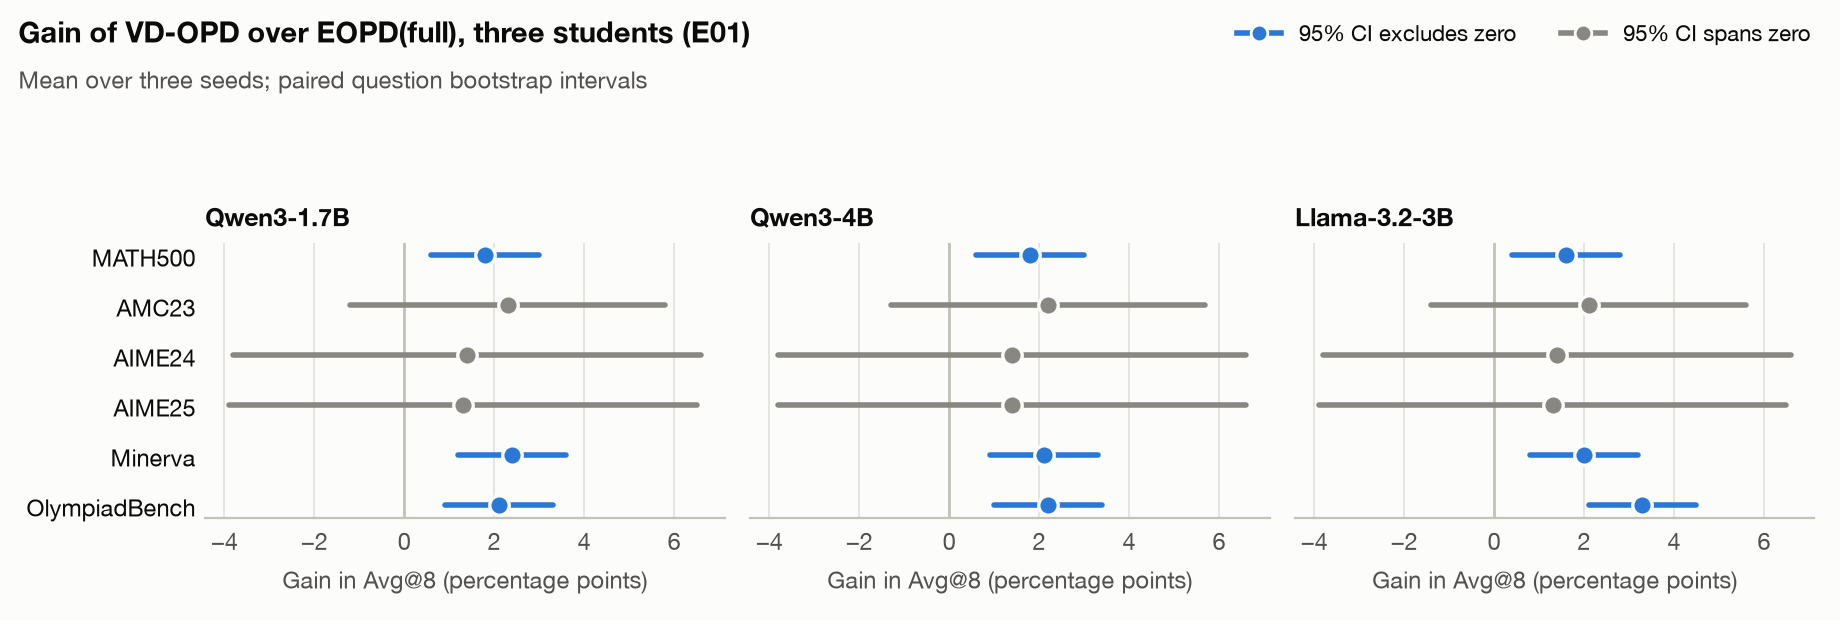 Gain of VD-OPD over EOPD(full), three students (E01)
95% CI excludes zero
95% CI spans zero
Mean over three seeds; paired question bootstrap intervals
Qwen3-1.7B
Qwen3-4B
Llama-3.2-3B
MATH500
AMC23
AIME24
AIME25
Minerva
OlympiadBench
−4 −2 0 2 4 6
−4 −2 0 2 4 6
−4 −2 0 2 4 6
Gain in Avg@8 (percentage points)
Gain in Avg@8 (percentage points)
Gain in Avg@8 (percentage points)